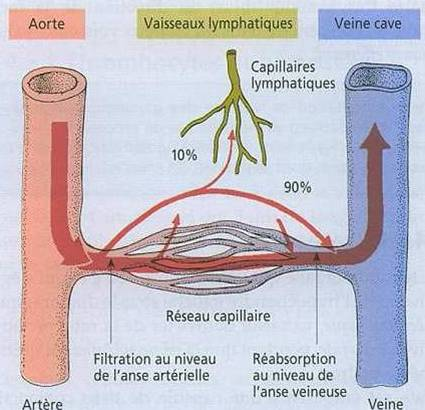 Aorte
Vaisseaux lymphatiques
Veine cave
Capillaires
lymphatiques
10%
90%
Réseau capillaire
Filtration au niveau
de l'anse artérielle
Réabsorption
au niveau de
l'anse veineuse
Artère
Veine